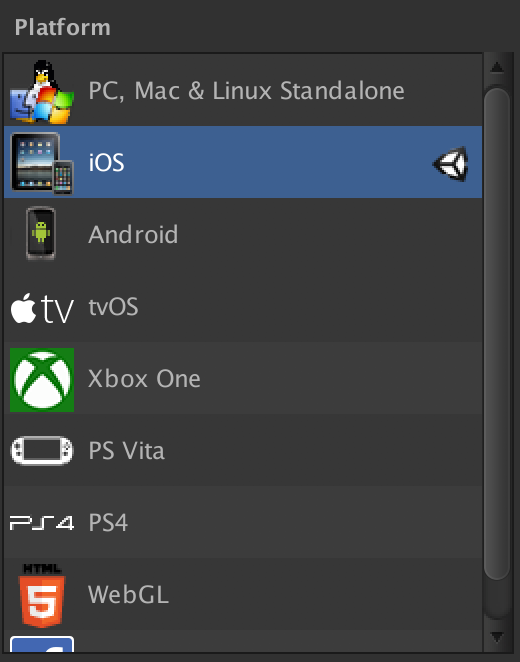 Platform
PC, Mac & Linux Standalone
iOS
Android
tv tvOS
Xbox One
PS Vita
PS4 PS4
HTML
5 WebGL